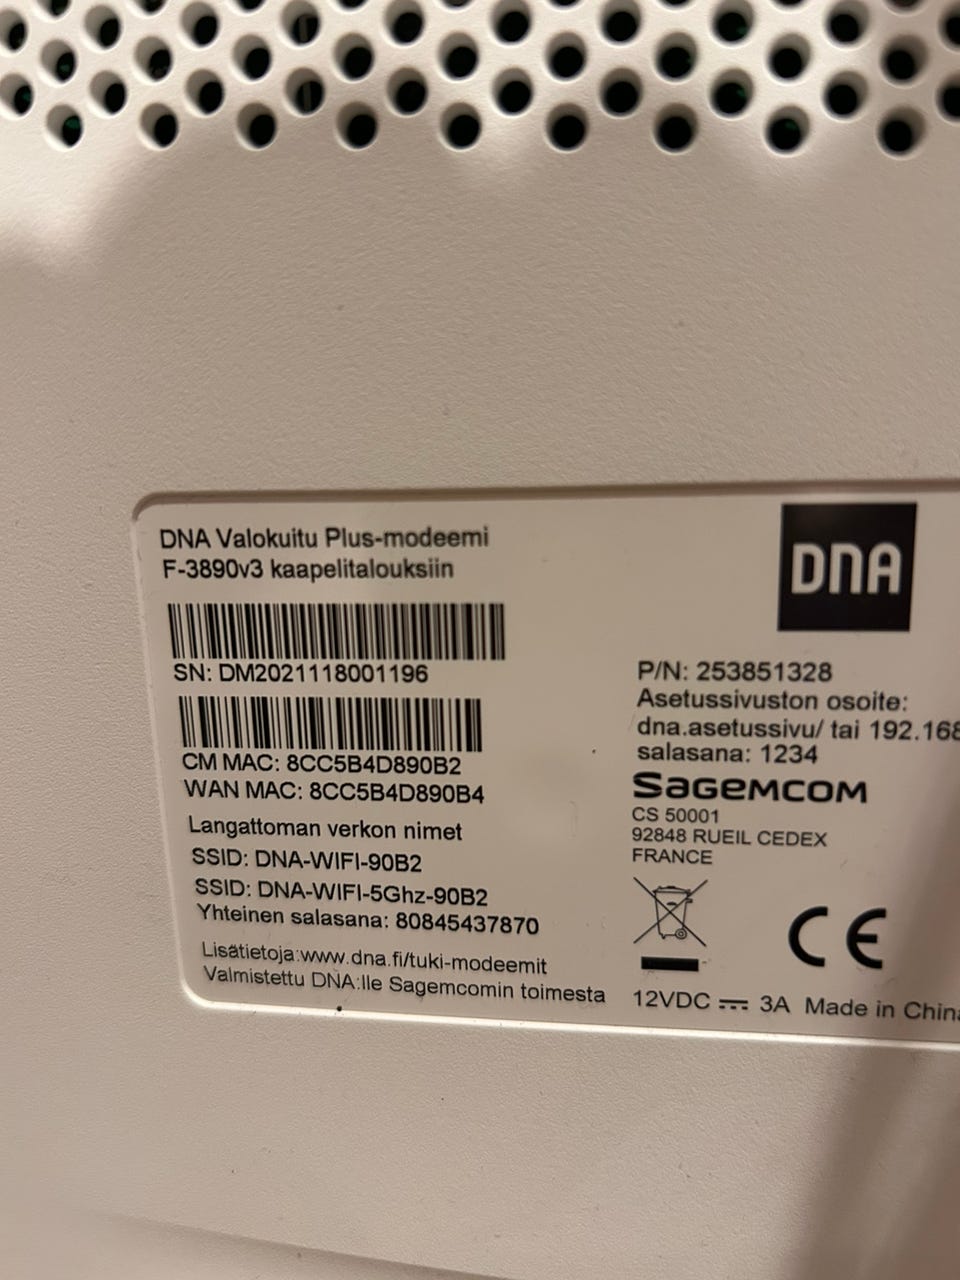 DNA Valokuitu Plus-modeemi
F-3890v3 kaapelitalouksiin
SN: DM2021118001196
CM MAC: 8CC5B4D890B2
WAN MAC: 8CC5B4D890B4
Langattoman verkon nimet
SSID: DNA-WIFI-90B2
SSID: DNA-WIFI-5Ghz-90B2
Yhteinen salasana: 80845437870
Lisätietoja:www.dna.fi/tuki-modeemit
Valmistettu DNA:lle Sagemcomin toimesta
DNA
P/N: 253851328
Asetussivuston osoite:
dna.asetussivu/ tai 192.168
salasana: 1234
SAGEMCOM
CS 50001
92848 RUEIL CEDEX
FRANCE
CE
12VDC 3A Made in China